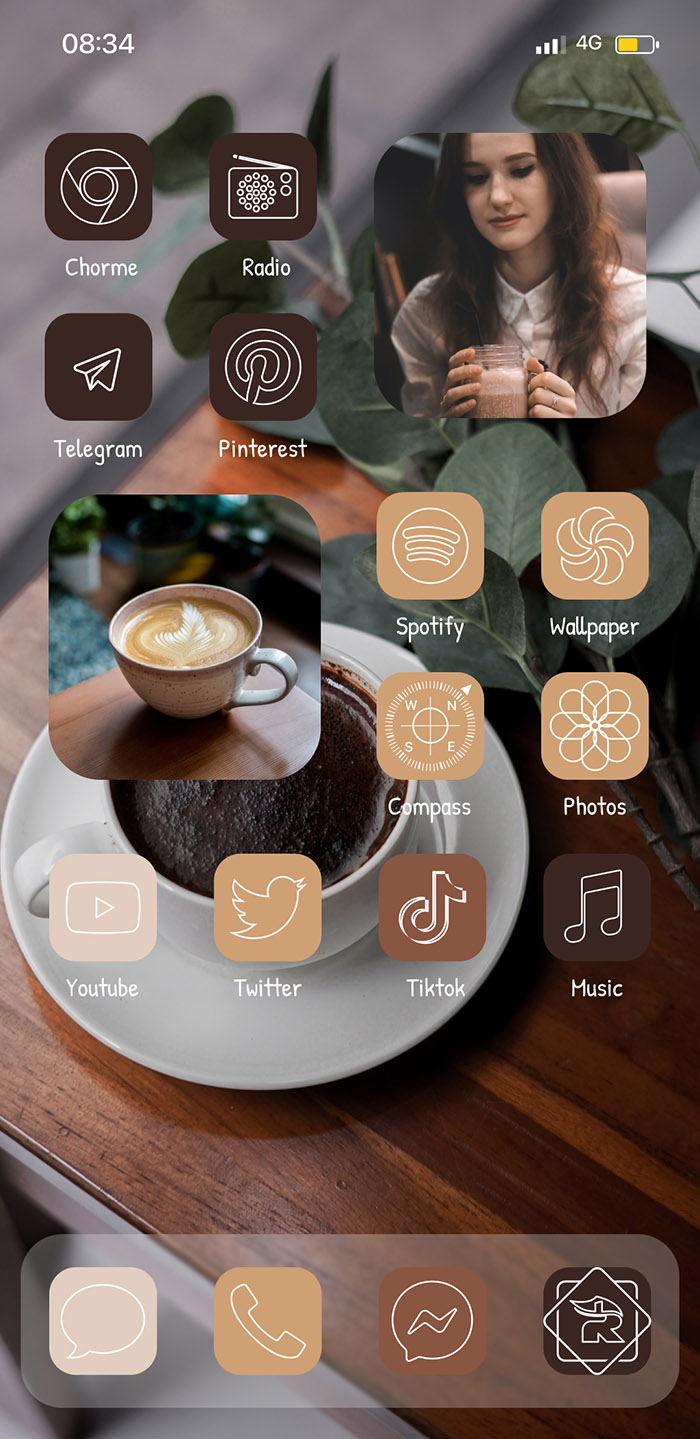 08:34 4G
Chorme Radio
Telegram Pinterest
Spotify Wallpaper
W N
S E
Compass Photos
Youtube Twitter Tiktok Music
R